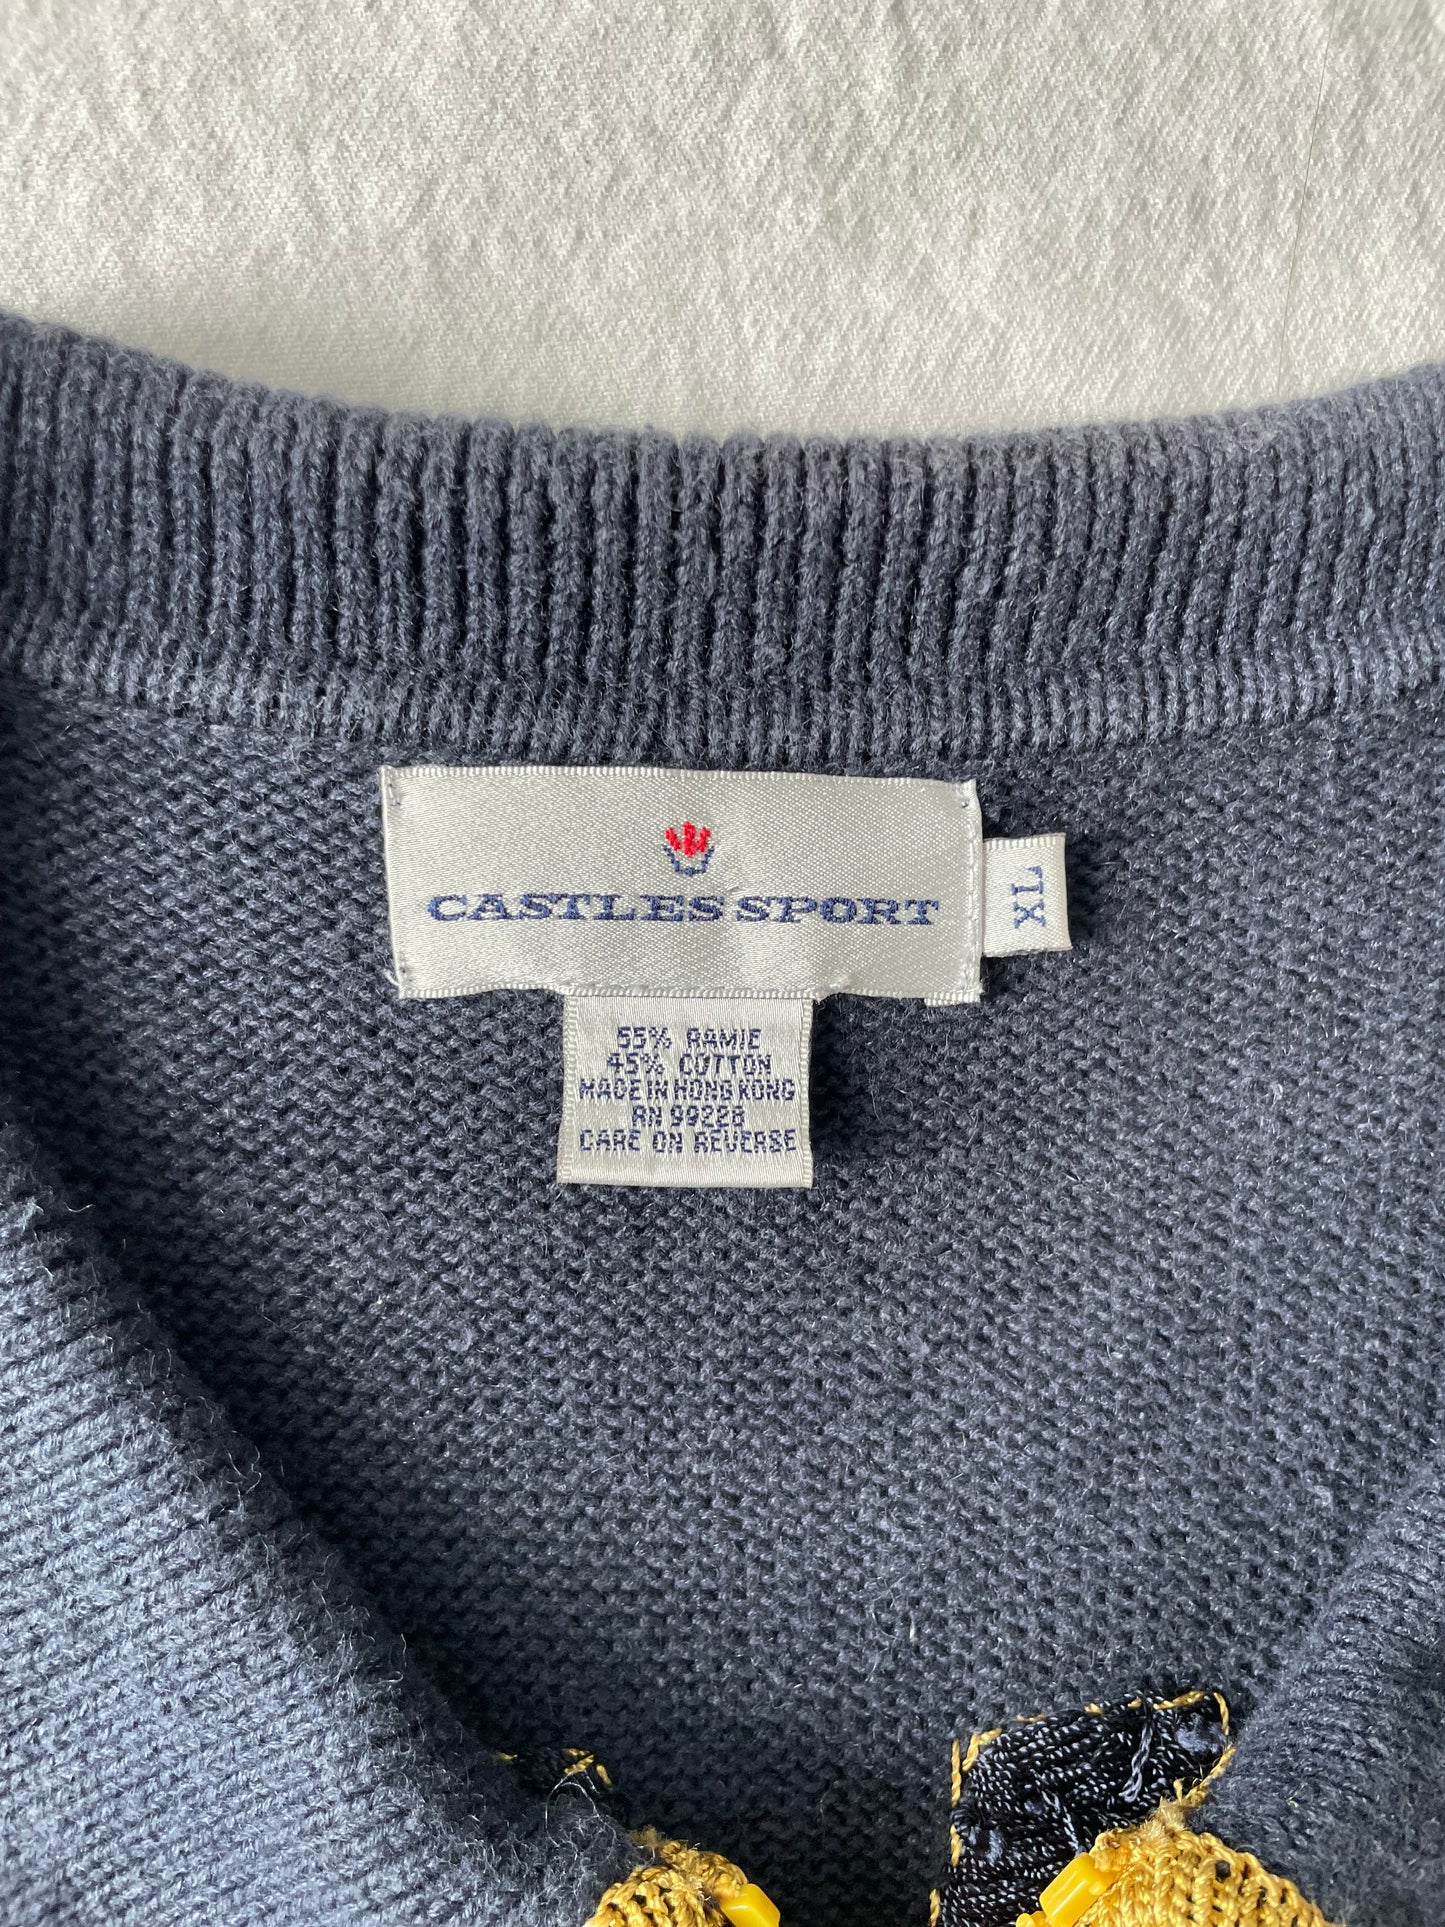 CASTLES SPORT
XL
55% RAMIE
45% COTTON
MADE IN HONG KONG
RN 99228
CARE ON REVERSE